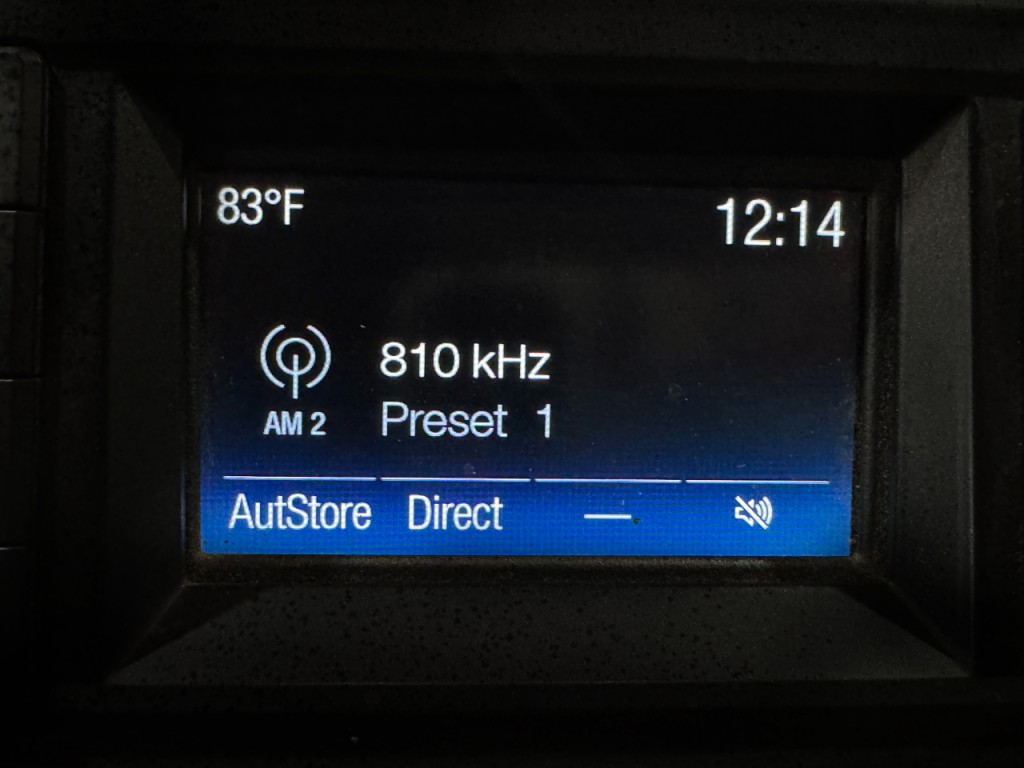 83°F
12:14
810 kHz
AM 2
Preset 1
AutStore
Direct